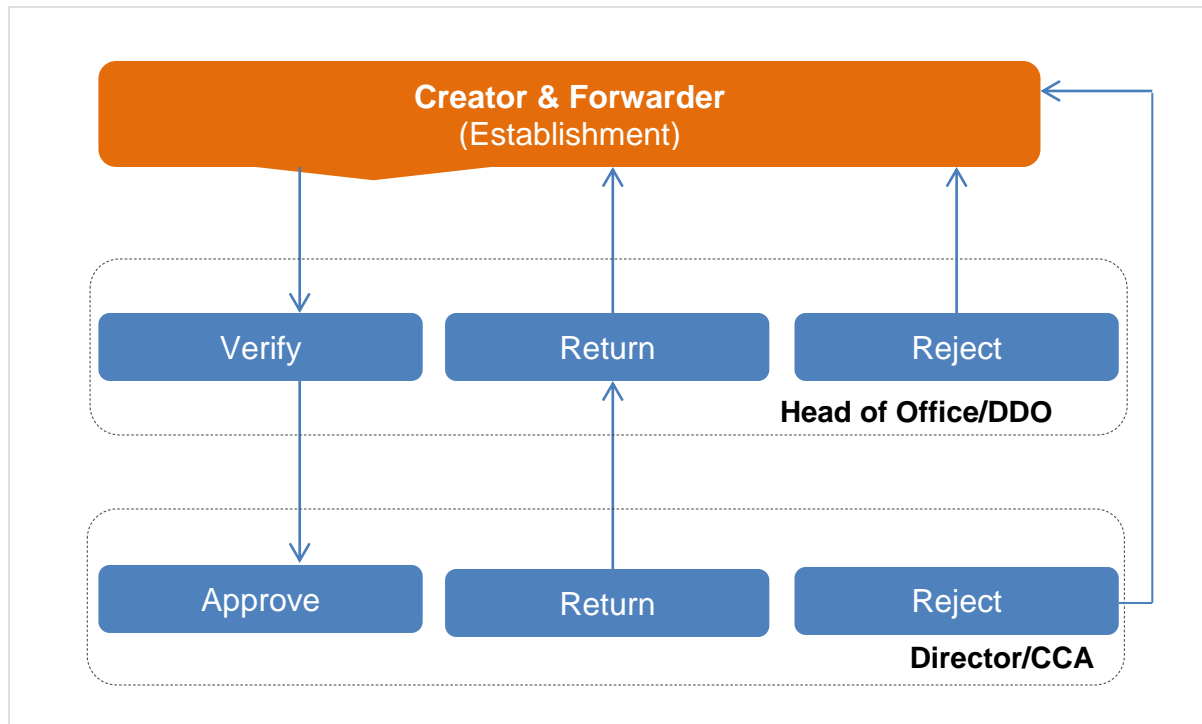 Creator & Forwarder
(Establishment)
Verify
Return
Reject
Head of Office/DDO
Approve
Return
Reject
Director/CCA